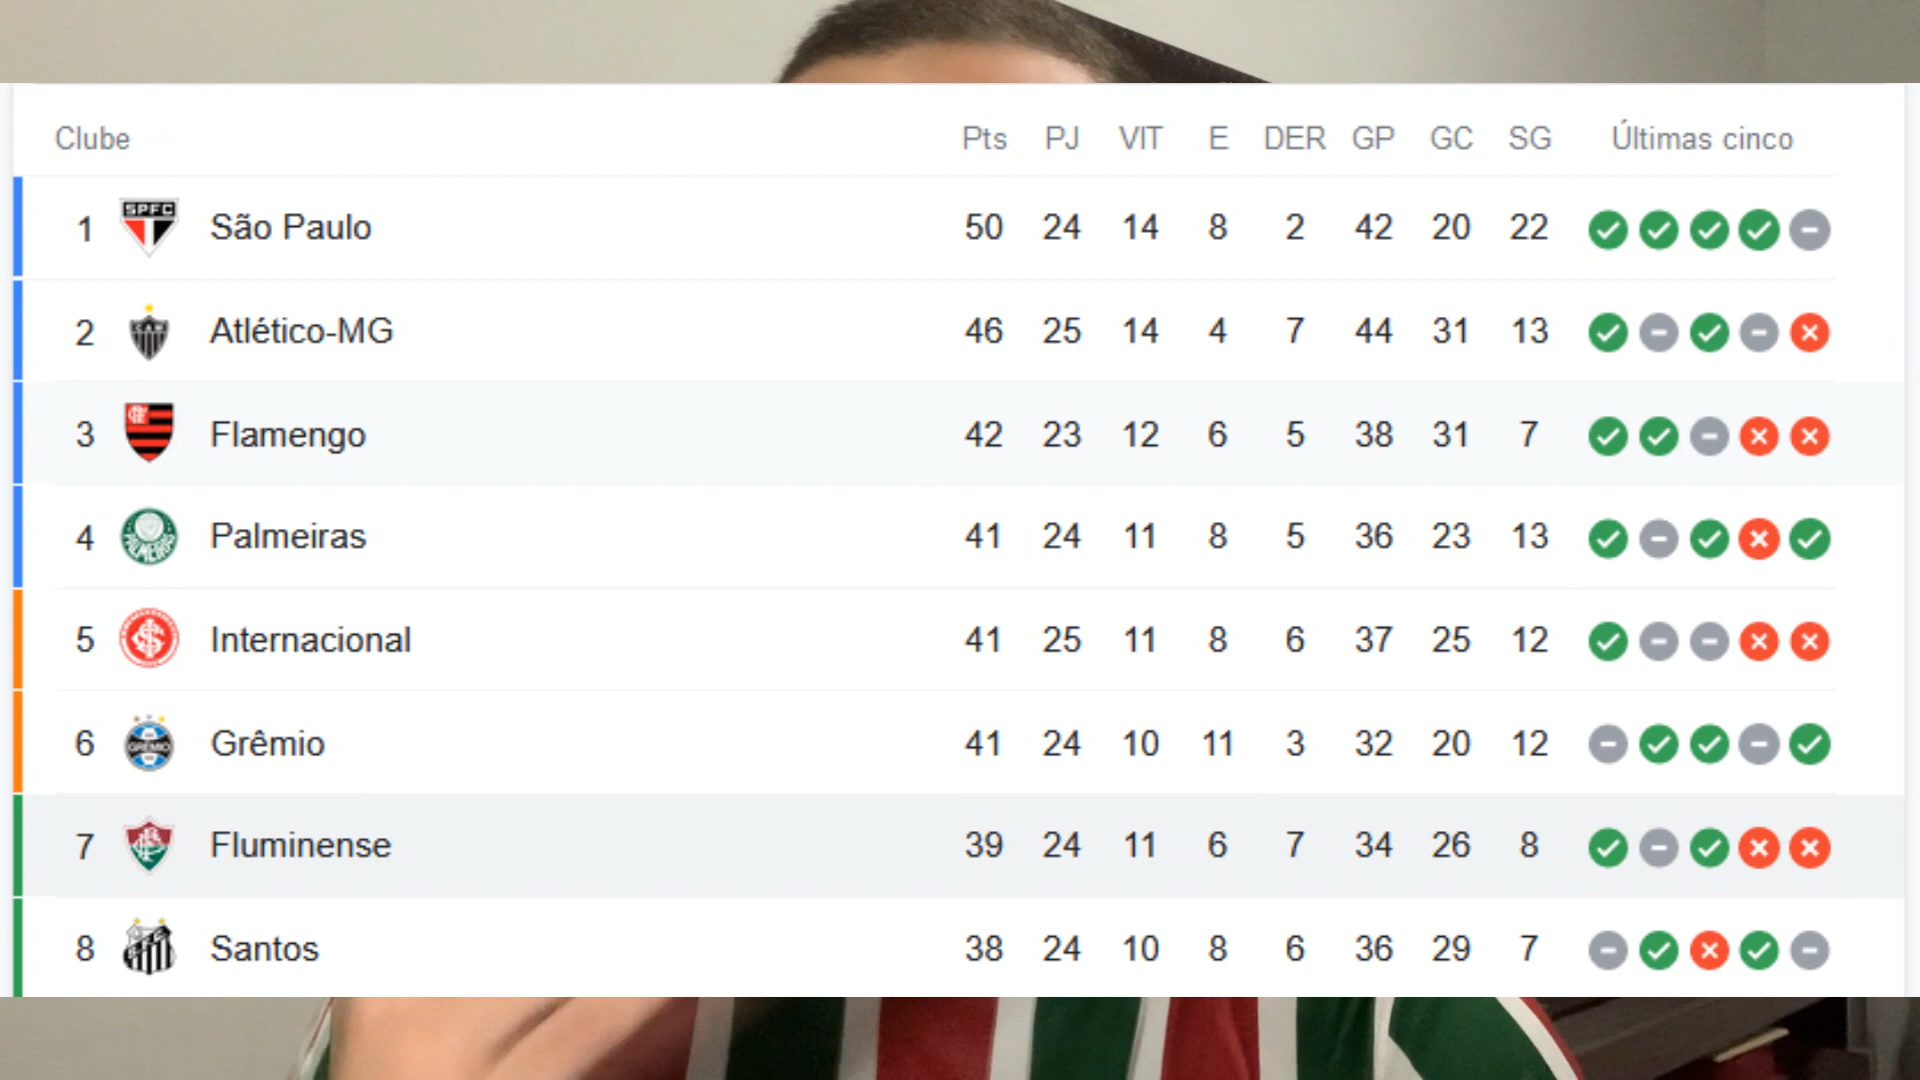 Clube Pts PJ VIT E DER GP GC SG Últimas cinco
1 SPFC São Paulo 50 24 14 8 2 42 20 22
2 CAM Atlético-MG 46 25 14 4 7 44 31 13
3 Flamengo 42 23 12 6 5 38 31 7
4 PALMEIRAS Palmeiras 41 24 11 8 5 36 23 13
5 Internacional 41 25 11 8 6 37 25 12
6 GRÊMIO Grêmio 41 24 10 11 3 32 20 12
7 Fluminense 39 24 11 6 7 34 26 8
8 Santos 38 24 10 8 6 36 29 7